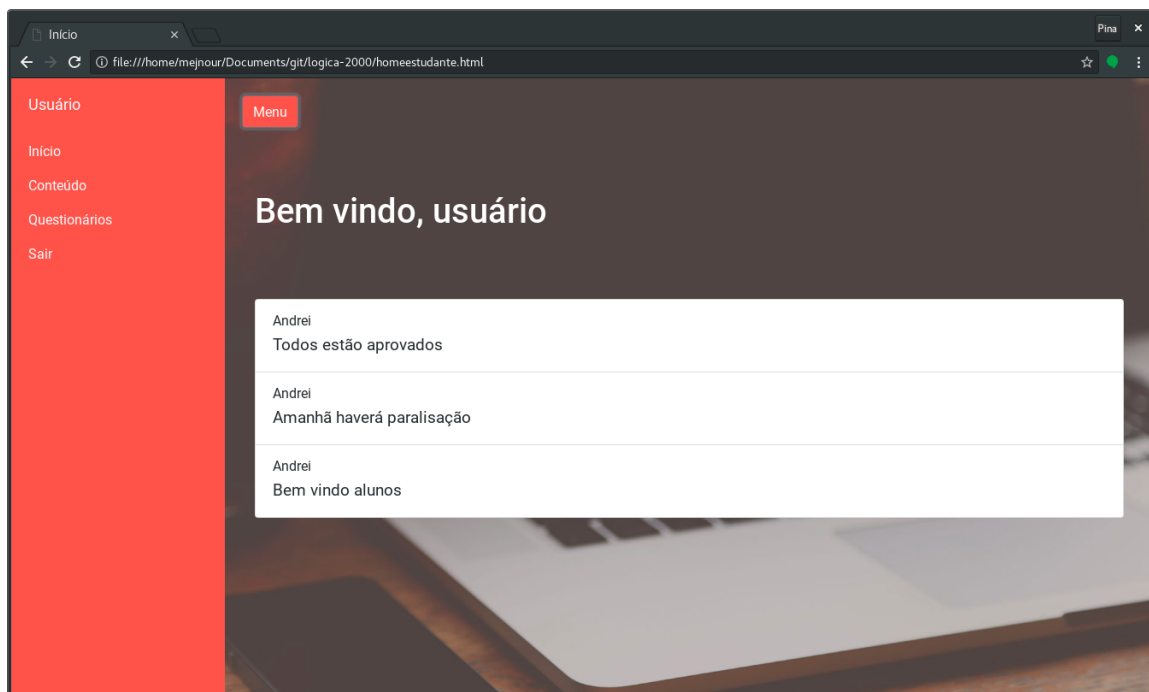 Início
Pina
file:///home/mejnour/Documents/git/logica-2000/homeestudante.html
Usuário
Início
Conteúdo
Questionários
Sair
Menu
Bem vindo, usuário
Andrei
Todos estão aprovados
Andrei
Amanhã haverá paralisação
Andrei
Bem vindo alunos